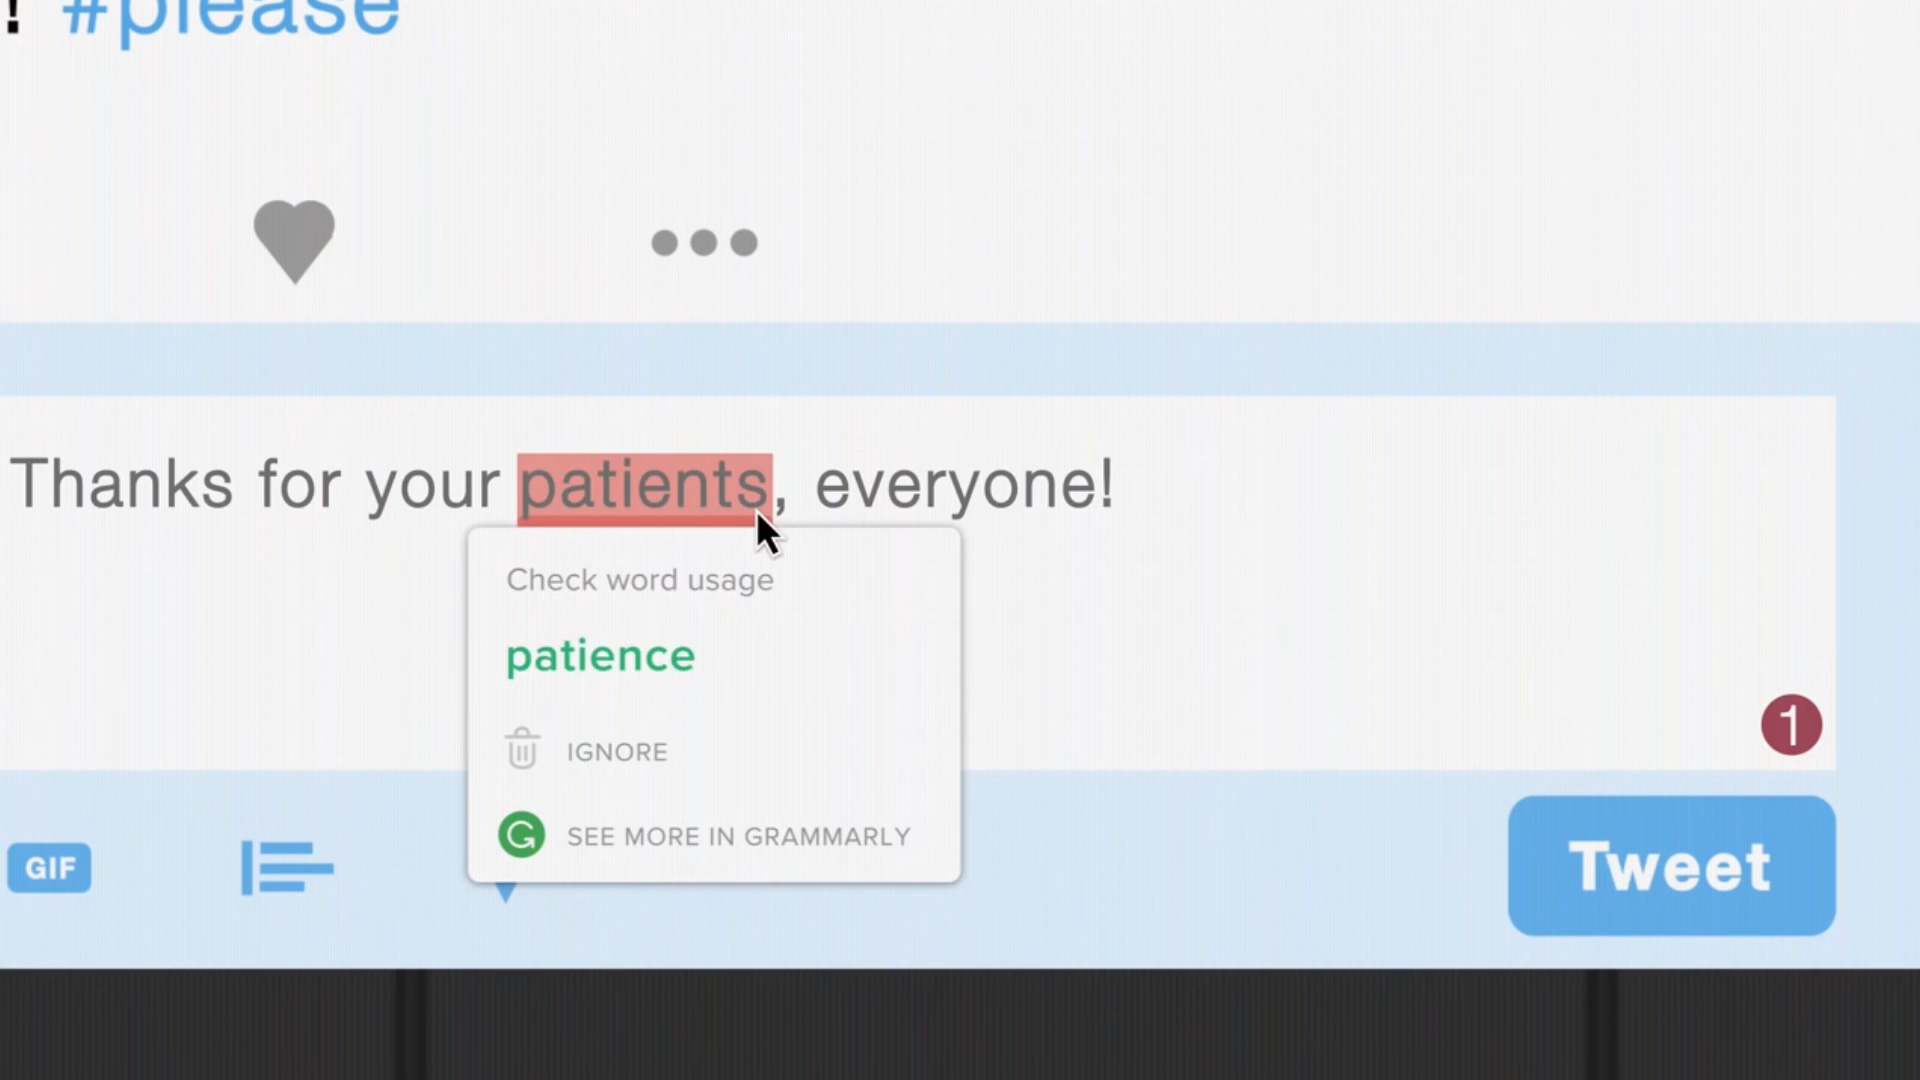 ! #please
Thanks for your patients, everyone!
Check word usage
patience
IGNORE
SEE MORE IN GRAMMARLY
1
GIF
Tweet